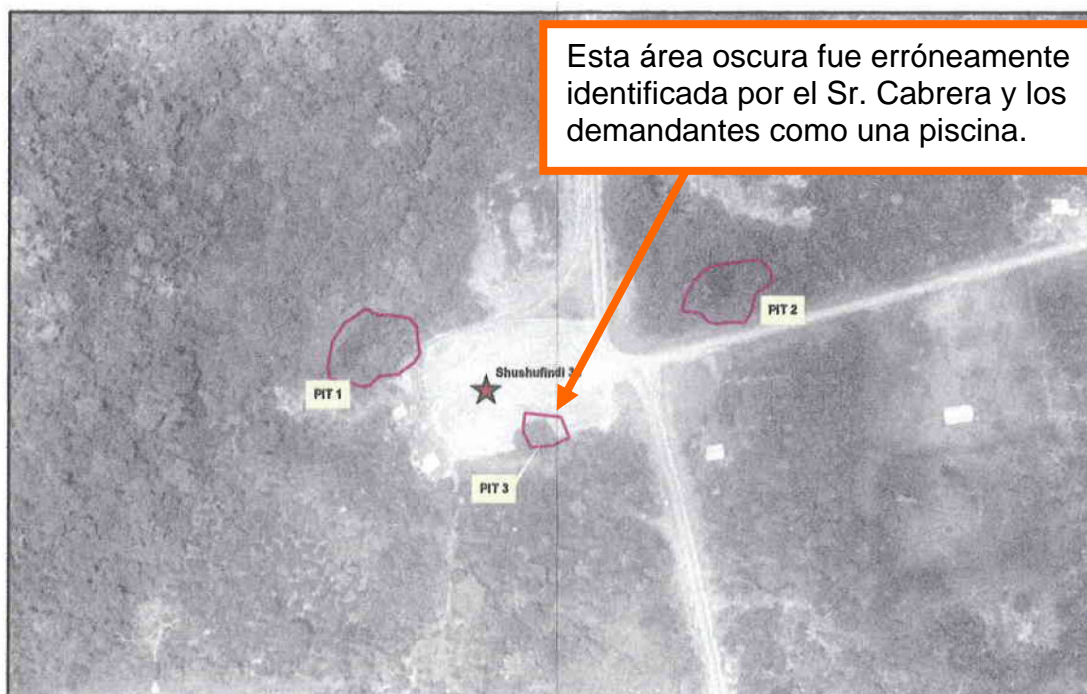 Esta área oscura fue erróneamente
identificada por el Sr. Cabrera y los
demandantes como una piscina.
PIT 2
Shushufindi
PIT 1
PIT 3